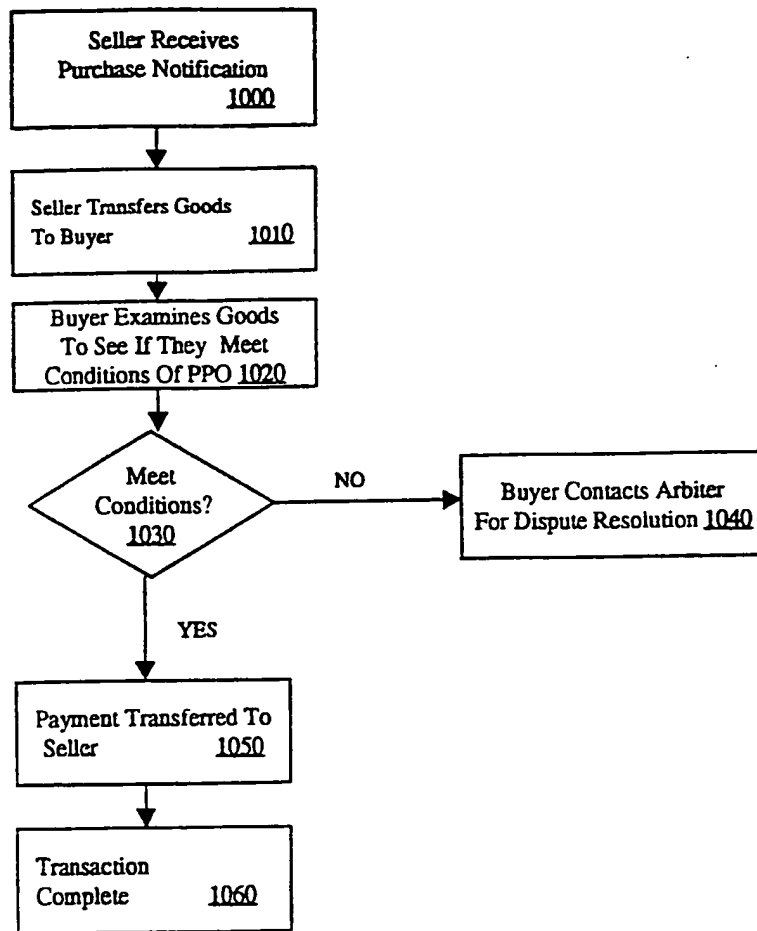 Seller Receives
Purchase Notification
1000
Seller Transfers Goods
To Buyer 1010
Buyer Examines Goods
To See If They Meet
Conditions Of PPO 1020
Meet
Conditions?
1030
NO
Buyer Contacts Arbiter
For Dispute Resolution 1040
YES
Payment Transferred To
Seller 1050
Transaction
Complete 1060